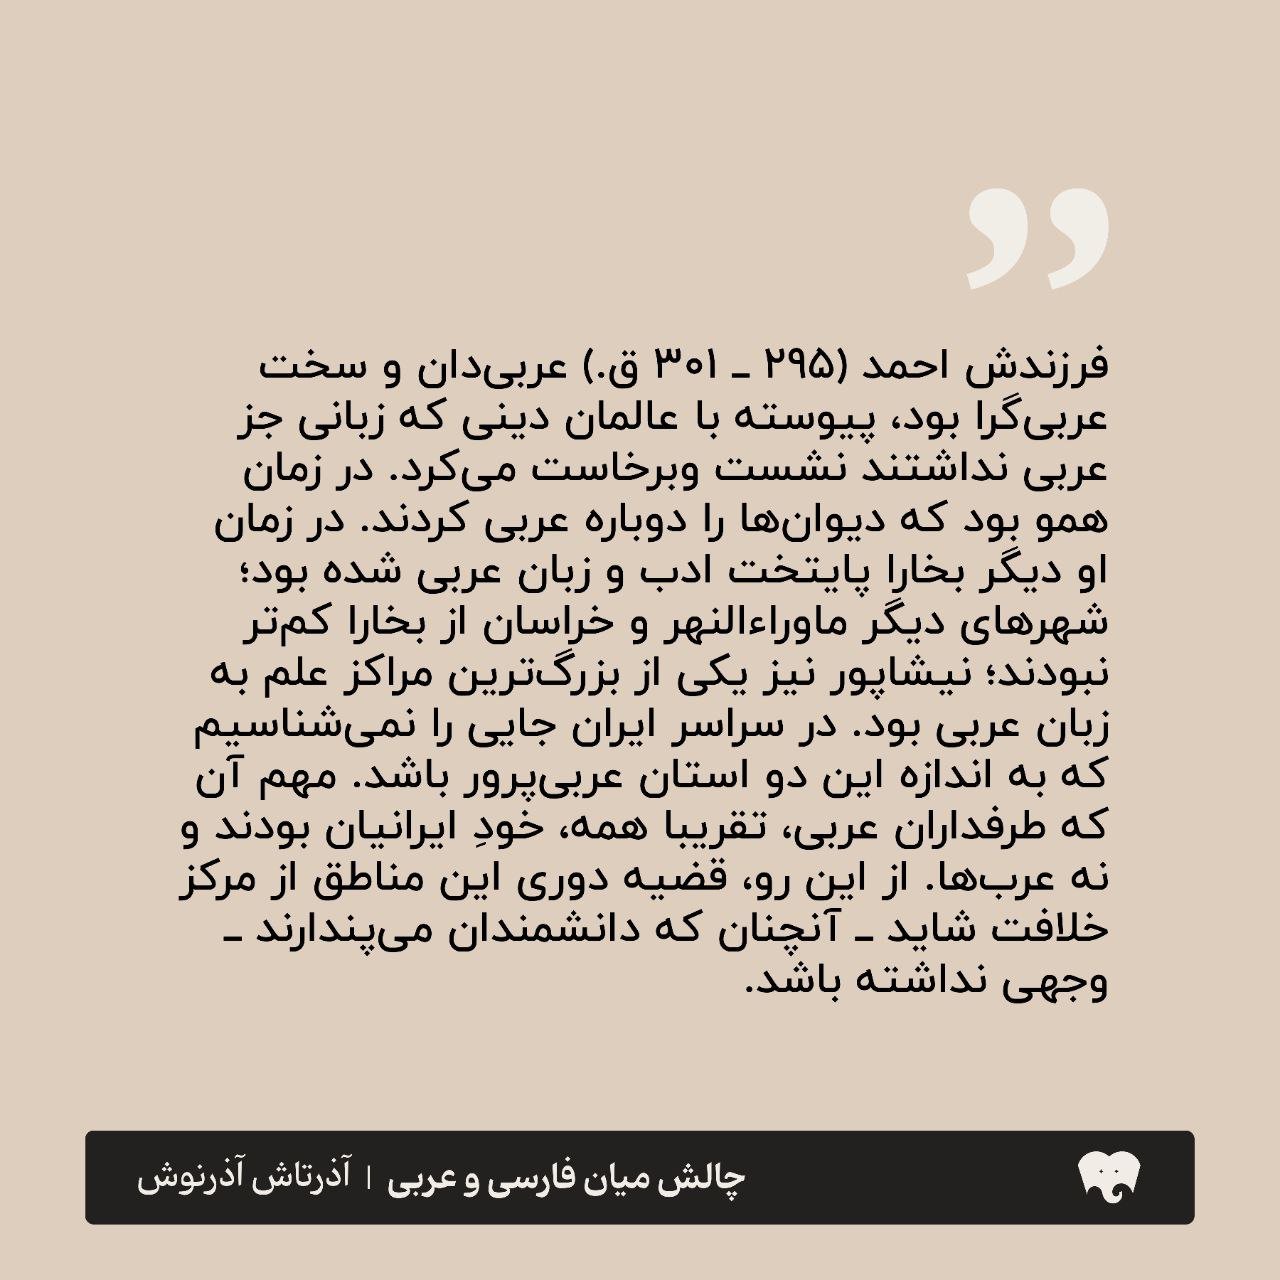 ”
فرزندش احمد (۲۹۵ ــ ۳۰۱ ق.) عربی‌دان و سخت
عربی‌گرا بود، پیوسته با عالمان دینی که زبانی جز
عربی نداشتند نشست وبرخاست می‌کرد. در زمان
همو بود که دیوان‌ها را دوباره عربی کردند. در زمان
او دیگر بخارا پایتخت ادب و زبان عربی شده بود؛
شهرهای دیگر ماوراءالنهر و خراسان از بخارا کم‌تر
نبودند؛ نیشاپور نیز یکی از بزرگ‌ترین مراکز علم به
زبان عربی بود. در سراسر ایران جایی را نمی‌شناسیم
که به اندازه این دو استان عربی‌پرور باشد. مهم آن
که طرفداران عربی، تقریبا همه، خودِ ایرانیان بودند و
نه عرب‌ها. از این رو، قضیه دوری این مناطق از مرکز
خلافت شاید ــ آنچنان که دانشمندان می‌پندارند ــ
وجهی نداشته باشد.
چالش میان فارسی و عربی | آذرتاش آذرنوش